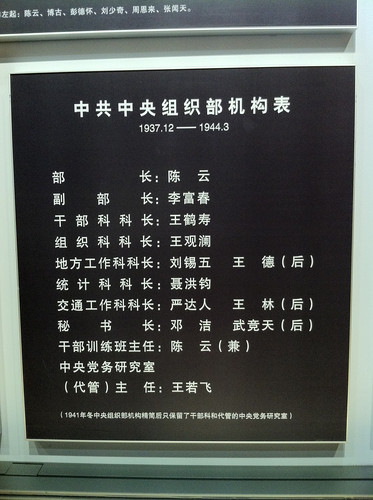 左起：陈云、博古、彭德怀、刘少奇、周恩来、张闻天。
中共中央组织部机构表
1937.12——1944.3
部长：陈云
副部长：李富春
干部科科长：王鹤寿
组织科科长：王观澜
地方工作科科长：刘锡五 王德（后）
统计科科长：聂洪钧
交通工作科科长：严达人 王林（后）
秘书长：邓洁 武竞天（后）
干部训练班主任：陈云（兼）
中央党务研究室
（代管）主任：王若飞
（1941年冬中央组织部机构精简后只保留了干部科和代管的中央党务研究室）